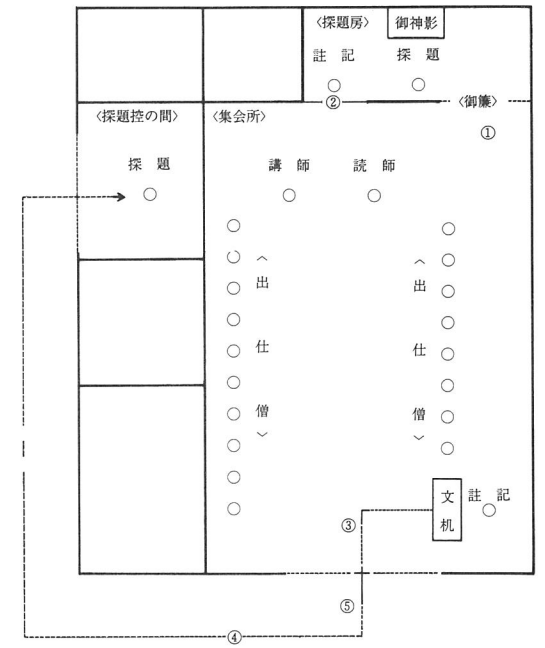 〈探題房〉 御神影
註記 探題
②
〈御簾〉
①
〈探題控の間〉 〈集会所〉
探題 講師 読師
〈出仕僧〉 〈出仕僧〉
文机 註記
③
⑤
④